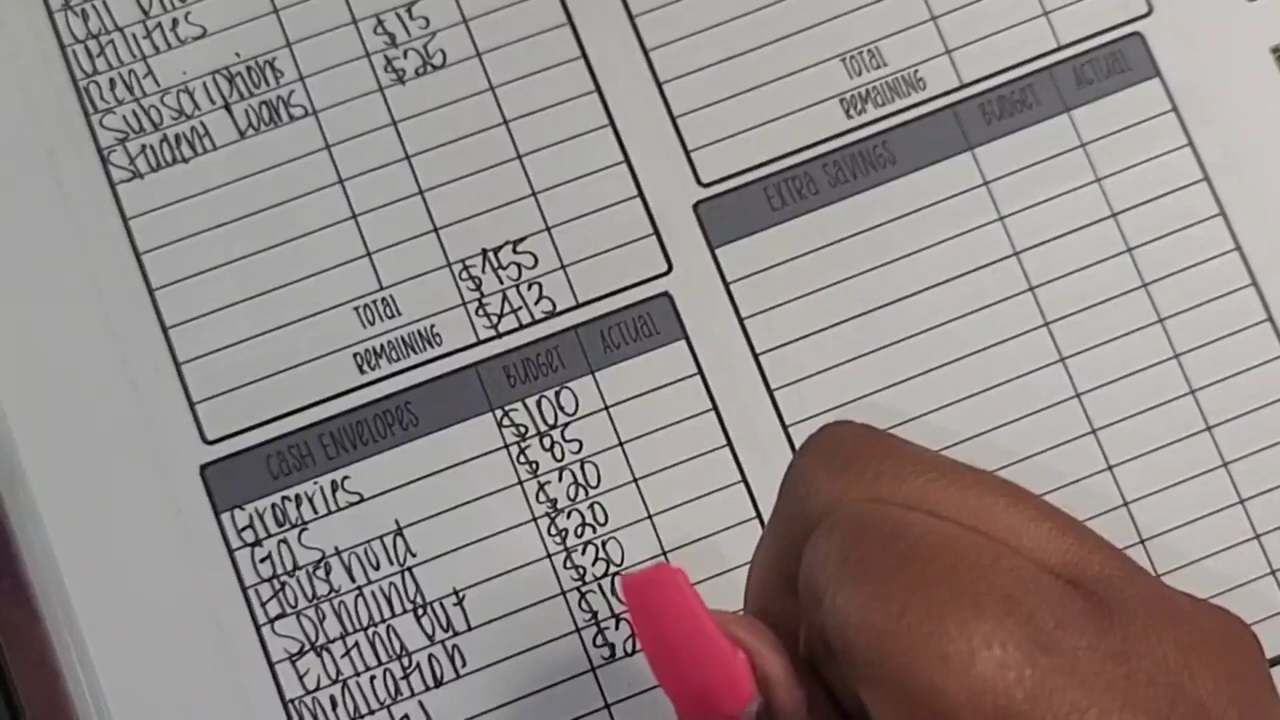 Cell
Utilities
Rent $15
Subscriptions $25
Student Loans
TOTAL $155
REMAINING $413
CASH ENVELOPES BUDGET ACTUAL
Groceries $100
Gas $85
Household $20
Spending $20
Eating Out $30
Medication
TOTAL
REMAINING
EXTRA SAVINGS BUDGET ACTUAL